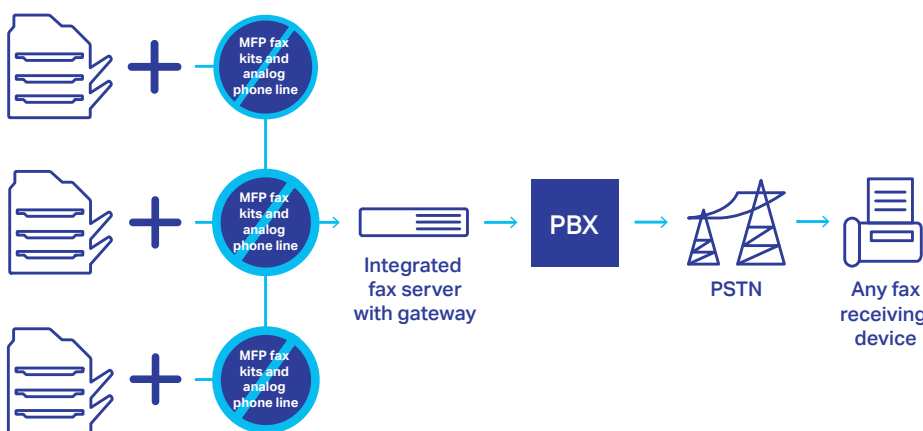 MFP fax
kits and
analog
phone line
MFP fax
kits and
analog
phone line
Integrated
fax server
with gateway
PBX
PSTN
Any fax
receiving
device
MFP fax
kits and
analog
phone line